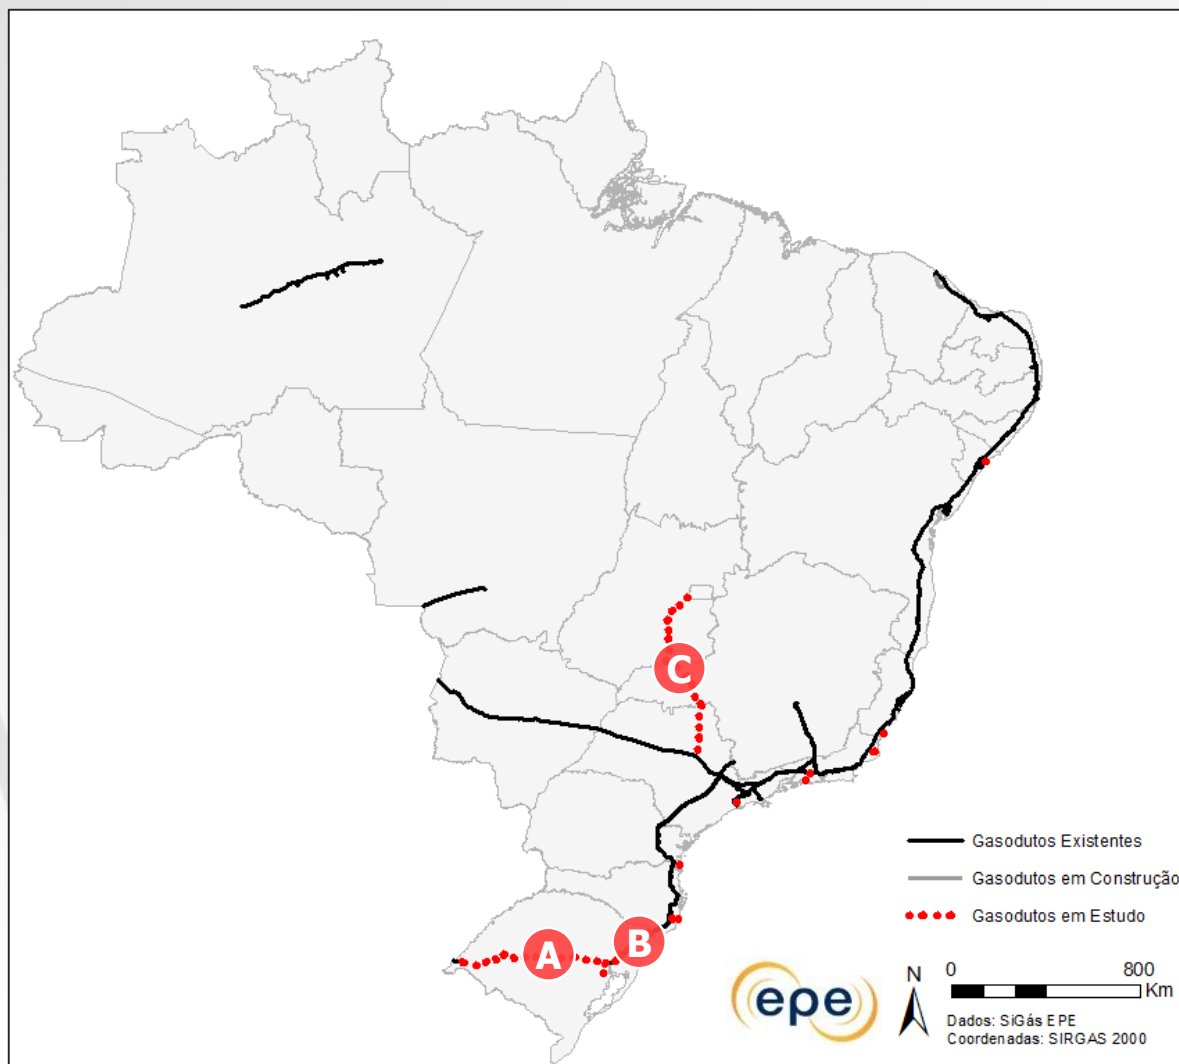 C
A
B
Gasodutos Existentes
Gasodutos em Construção
Gasodutos em Estudo
epe
N
0 800
Km
Dados: SiGás EPE
Coordenadas: SIRGAS 2000